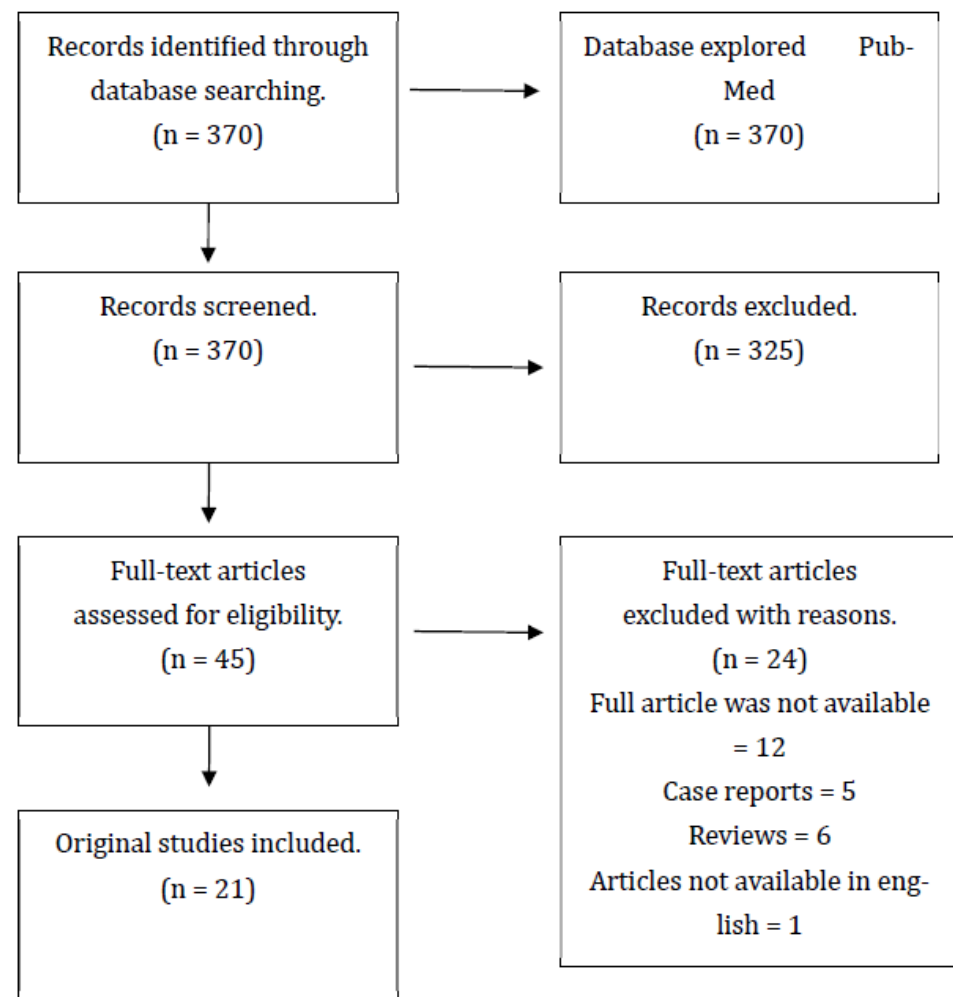 Records identified through
database searching.
(n = 370)
Database explored Pub-
Med
(n = 370)
Records screened.
(n = 370)
Records excluded.
(n = 325)
Full-text articles
assessed for eligibility.
(n = 45)
Full-text articles
excluded with reasons.
(n = 24)
Full article was not available
= 12
Case reports = 5
Reviews = 6
Articles not available in eng-
lish = 1
Original studies included.
(n = 21)